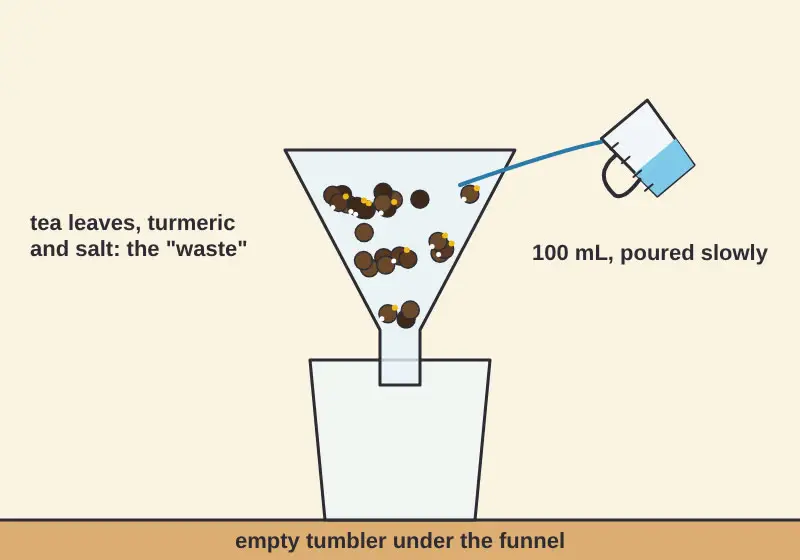 tea leaves, turmeric
and salt: the "waste"
100 mL, poured slowly
empty tumbler under the funnel